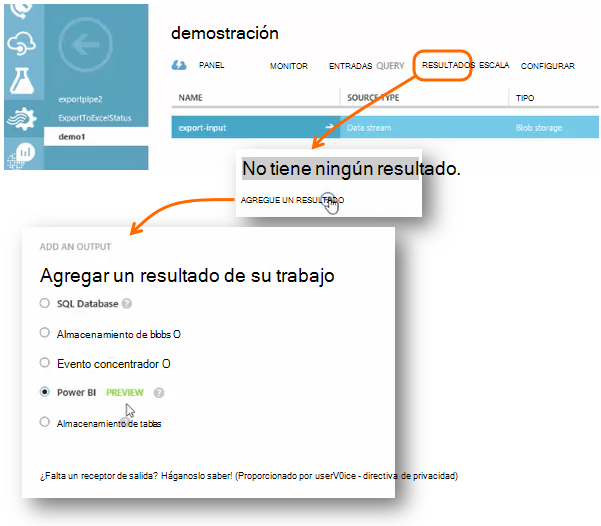 demostración
PANEL MONITOR ENTRADAS QUERY RESULTADOS ESCALA CONFIGURAR
exportpipe2
ExportToExcelStatus
demo1
NAME SOURCE TYPE TIPO
export-input Data stream Blob storage
No tiene ningún resultado.
AGREGUE UN RESULTADO
ADD AN OUTPUT
Agregar un resultado de su trabajo
SQL Database ?
Almacenamiento de blobs O
Evento concentrador O
Power BI PREVIEW ?
Almacenamiento de tablas
¿Falta un receptor de salida? Háganoslo saber! (Proporcionado por userV0ice - directiva de privacidad)